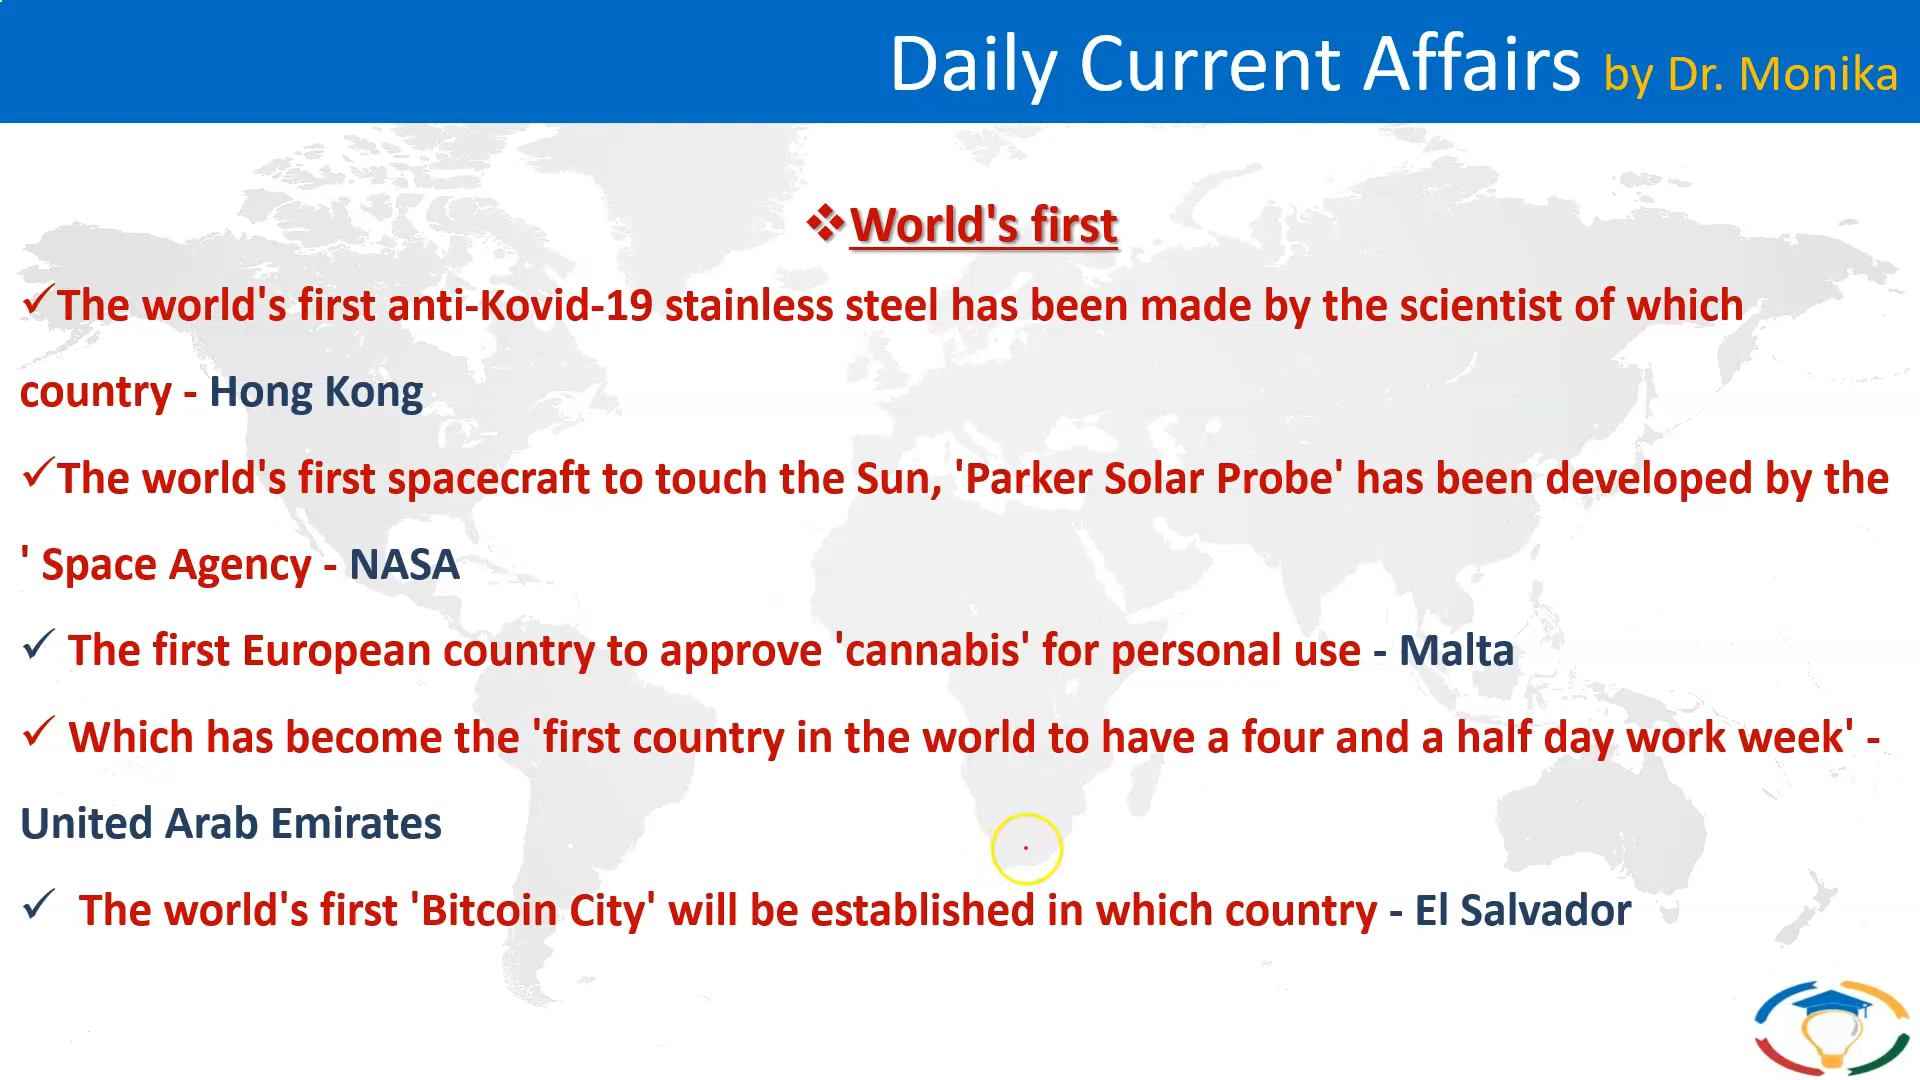 Daily Current Affairs by Dr. Monika
❖World's first
✓The world's first anti-Kovid-19 stainless steel has been made by the scientist of which
country - Hong Kong
✓The world's first spacecraft to touch the Sun, 'Parker Solar Probe' has been developed by the
' Space Agency - NASA
✓ The first European country to approve 'cannabis' for personal use - Malta
✓ Which has become the 'first country in the world to have a four and a half day work week' -
United Arab Emirates
✓ The world's first 'Bitcoin City' will be established in which country - El Salvador